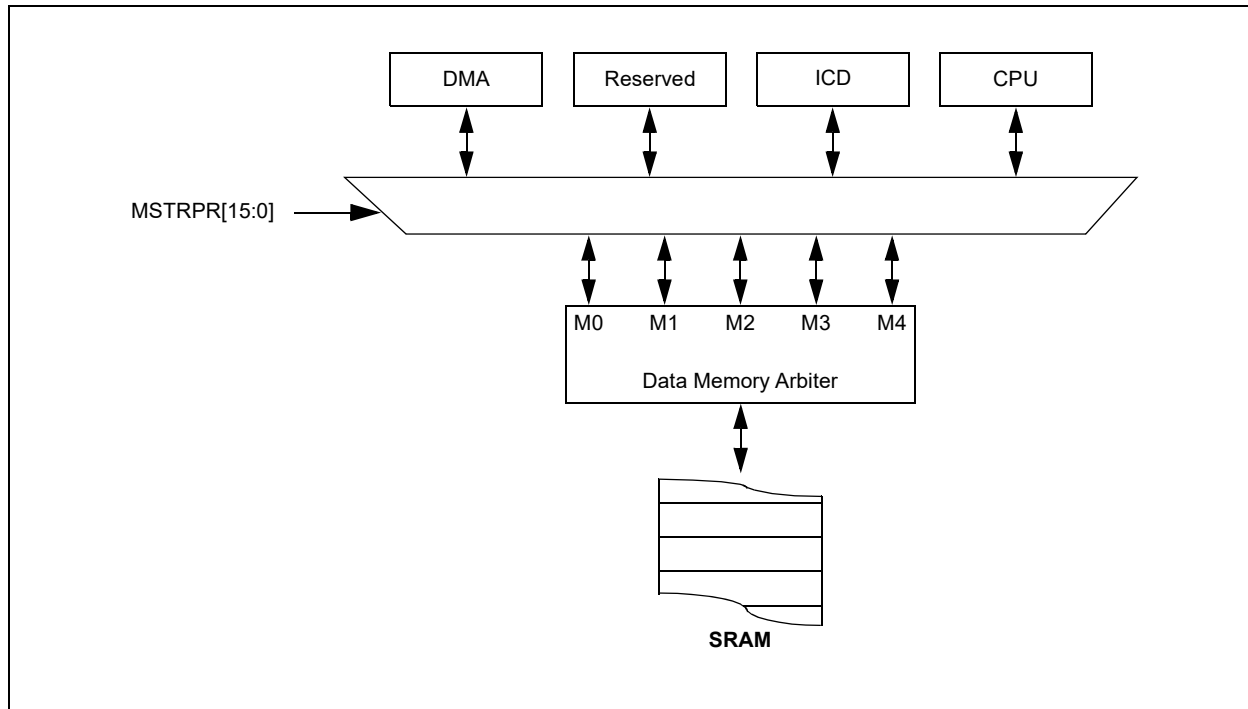 DMA Reserved ICD CPU
MSTRPR[15:0]
M0 M1 M2 M3 M4
Data Memory Arbiter
SRAM